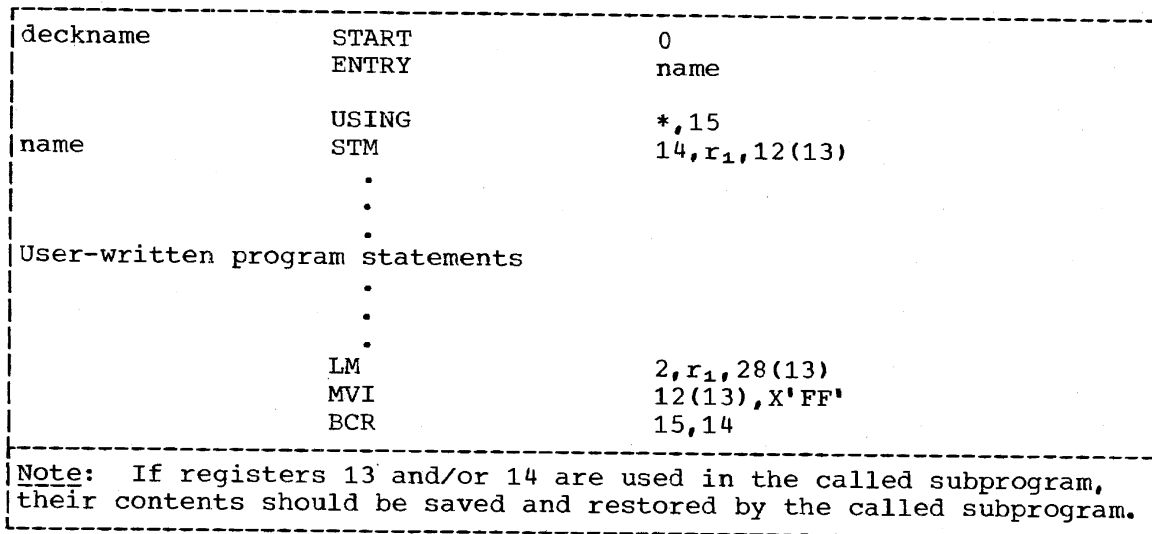 deckname START 0
ENTRY name
USING *,15
name STM 14,r₁,12(13)
.
.
.
User-written program statements
.
.
.
LM 2,r₁,28(13)
MVI 12(13),X'FF'
BCR 15,14
Note: If registers 13 and/or 14 are used in the called subprogram,
their contents should be saved and restored by the called subprogram.